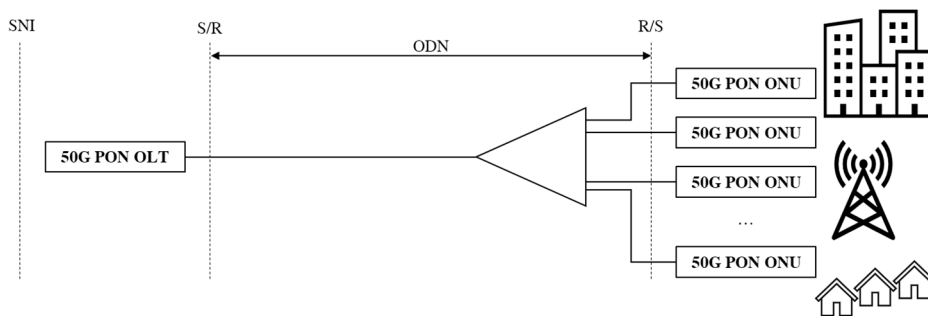 SNI
S/R
R/S
ODN
50G PON ONU
50G PON ONU
50G PON OLT
50G PON ONU
...
50G PON ONU